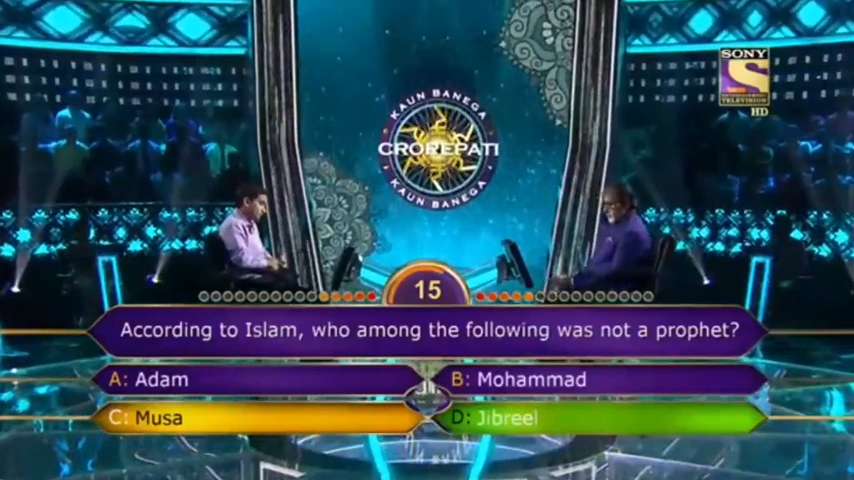 SONY
ENTERTAINMENT
TELEVISION
HD
KAUN BANEGA
CROREPATI
KAUN BANEGA
15
According to Islam, who among the following was not a prophet?
A: Adam
B: Mohammad
C: Musa
D: Jibreel